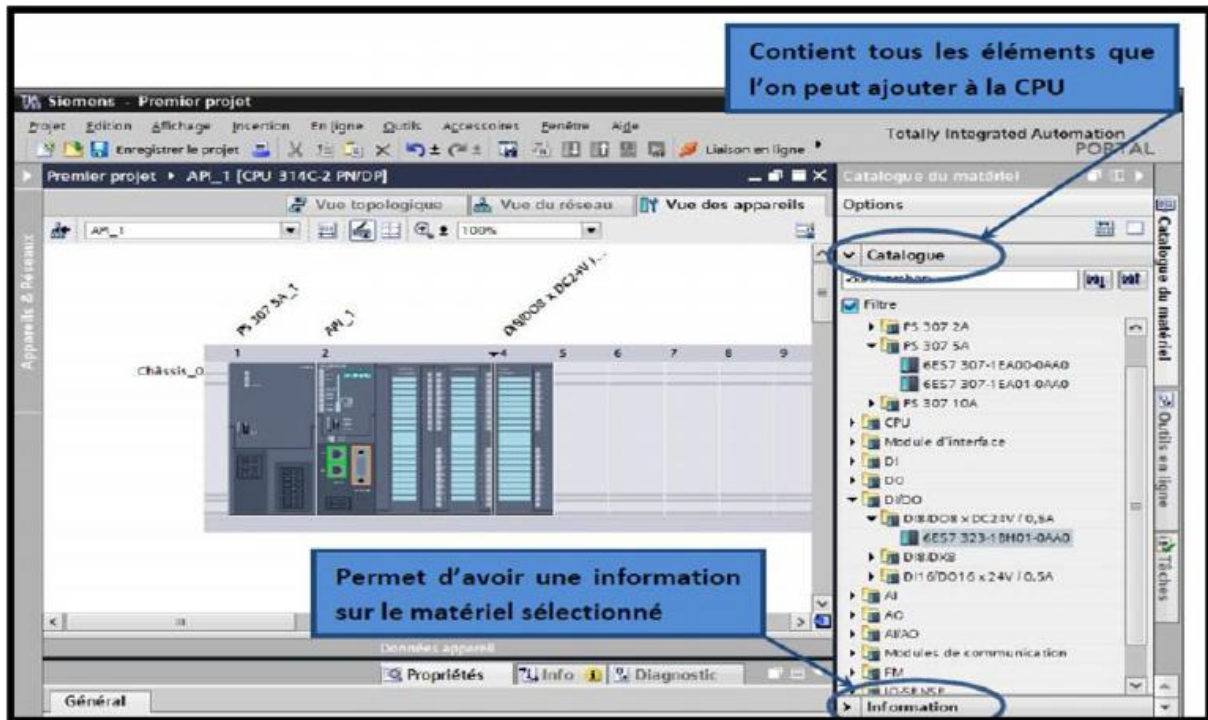 Contient tous les éléments que
l'on peut ajouter à la CPU
Siemens - Premier projet
Projet Edition Affichage Insertion En ligne Outils Accessoires Fenêtre Aide
Enregistrer le projet
Liaison en ligne
Totally Integrated Automation
PORTAL
Premier projet ▸ API_1 [CPU 314C-2 PN/DP]
Vue topologique
Vue du réseau
Vue des appareils
API_1
100%
Appareils & Réseaux
PS 307 5A_1
API_1
DI8/DO8 x DC24V /...
1 2 4 5 6 7 8 9
Châssis_0
Permet d'avoir une information
sur le matériel sélectionné
Données appareil
Propriétés
Info
Diagnostic
Général
Catalogue du matériel
Options
Catalogue
Filtre
PS 307 2A
PS 307 5A
6ES7 307-1EA00-0AA0
6ES7 307-1EA01-0AA0
PS 307 10A
CPU
Module d'interface
DI
DO
DI/DO
DI8/DO8 x DC24V / 0,5A
6ES7 323-1BH01-0AA0
DI8/DX8
DI16/DO16 x 24V / 0,5A
AI
AO
AI/AO
Modules de communication
FM
IQ-SENSE
Information
Catalogue du matériel
Outils en ligne
Tâches